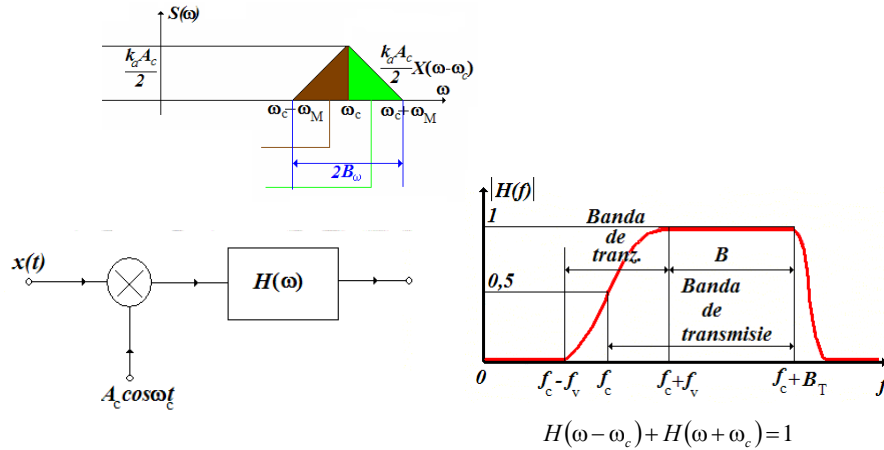 S(ω)
k_a A_c / 2
k_a A_c / 2 X(ω-ω_c)
ω
ω_c-ω_M ω_c ω_c+ω_M
2B_ω
x(t)
H(ω)
A_c cosω_c t
|H(f)|
1
Banda
de
tranz.
B
0,5
Banda
de
transmisie
0 f_c-f_v f_c f_c+f_v f_c+B_T f
H(ω-ω_c)+H(ω+ω_c)=1